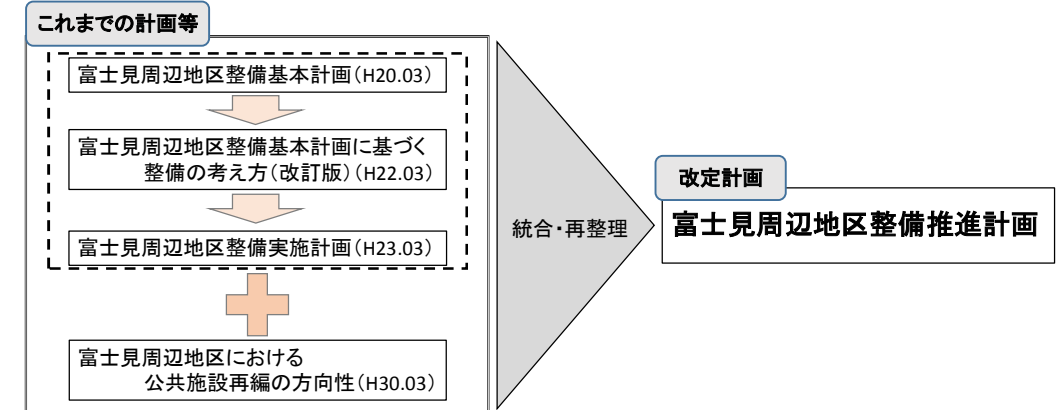 これまでの計画等
富士見周辺地区整備基本計画(H20.03)
富士見周辺地区整備基本計画に基づく
整備の考え方(改訂版)(H22.03)
富士見周辺地区整備実施計画(H23.03)
富士見周辺地区における
公共施設再編の方向性(H30.03)
統合・再整理
改定計画
富士見周辺地区整備推進計画